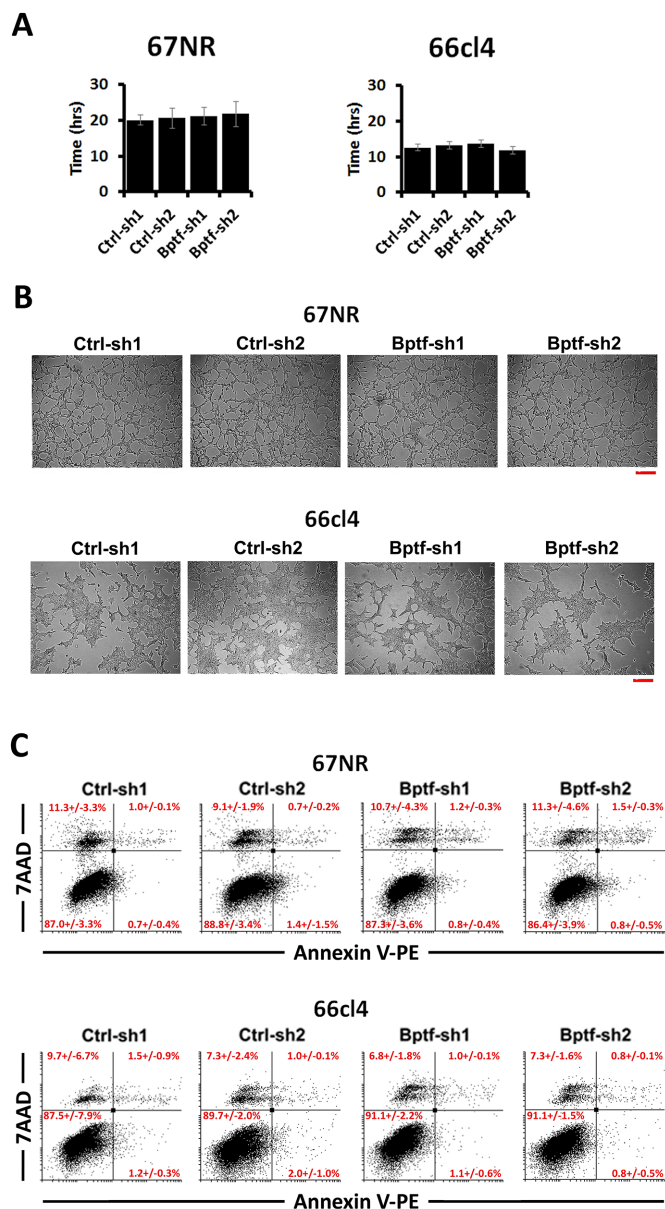 A
67NR
66cl4
Time (hrs)
30
20
10
0
Ctrl-sh1
Ctrl-sh2
Bptf-sh1
Bptf-sh2
Time (hrs)
30
20
10
0
Ctrl-sh1
Ctrl-sh2
Bptf-sh1
Bptf-sh2
B
67NR
Ctrl-sh1 Ctrl-sh2 Bptf-sh1 Bptf-sh2
66cl4
Ctrl-sh1 Ctrl-sh2 Bptf-sh1 Bptf-sh2
C
67NR
Ctrl-sh1 Ctrl-sh2 Bptf-sh1 Bptf-sh2
11.3+/-3.3% 1.0+/-0.1% 9.1+/-1.9% 0.7+/-0.2% 10.7+/-4.3% 1.2+/-0.3% 11.3+/-4.6% 1.5+/-0.3%
7AAD
87.0+/-3.3% 0.7+/-0.4% 88.8+/-3.4% 1.4+/-1.5% 87.3+/-3.6% 0.8+/-0.4% 86.4+/-3.9% 0.8+/-0.5%
Annexin V-PE
66cl4
Ctrl-sh1 Ctrl-sh2 Bptf-sh1 Bptf-sh2
9.7+/-6.7% 1.5+/-0.9% 7.3+/-2.4% 1.0+/-0.1% 6.8+/-1.8% 1.0+/-0.1% 7.3+/-1.6% 0.8+/-0.1%
7AAD
87.5+/-7.9% 89.7+/-2.0% 91.1+/-2.2% 91.1+/-1.5%
1.2+/-0.3% 2.0+/-1.0% 1.1+/-0.6% 0.8+/-0.5%
Annexin V-PE